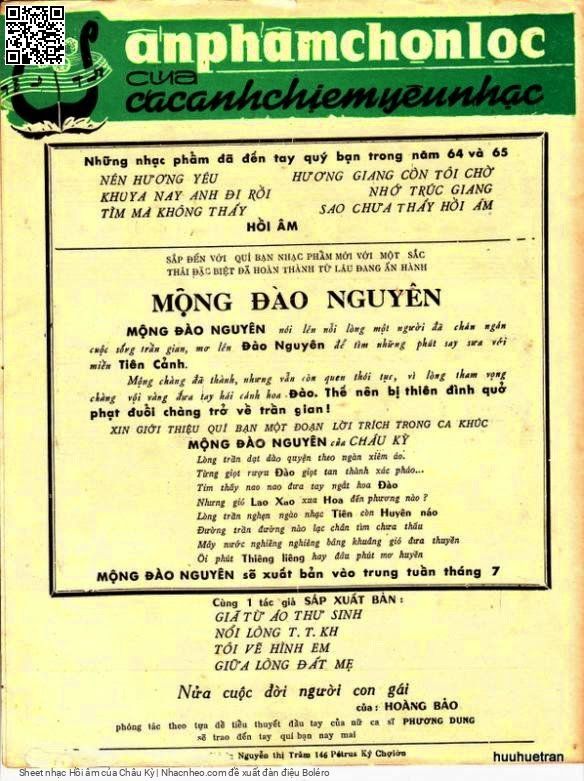 ấnphẩmchọnlọc
của
cácanhchịemyêunhạc
Những nhạc phẩm đã đến tay quý bạn trong năm 64 và 65
NÉN HƯƠNG YÊU HƯƠNG GIANG CÒN TÔI CHỜ
KHUYA NAY ANH ĐI RỒI NHỚ TRÚC GIANG
TÌM MÀ KHÔNG THẤY SAO CHƯA THẤY HỒI ÂM
HỒI ÂM
SẮP ĐẾN VỚI QUÍ BẠN NHẠC PHẨM MỚI VỚI MỘT SẮC
THÁI ĐẶC BIỆT ĐÃ HOÀN THÀNH TỪ LÂU ĐANG ẤN HÀNH
MỘNG ĐÀO NGUYÊN
MỘNG ĐÀO NGUYÊN nói lên nỗi lòng một người đã chán ngán
cuộc sống trần gian, mơ lên Đào Nguyên để tìm những phút say sưa với
miền Tiên Cảnh.
Mộng chàng đã thành, nhưng vẫn còn quen thói tục, vì lòng tham vọng
chàng vội vàng đưa tay hái cánh hoa Đào. Thế nên bị thiên đình quở
phạt đuổi chàng trở về trần gian!
XIN GIỚI THIỆU QUÍ BẠN MỘT ĐOẠN LỜI TRÍCH TRONG CA KHÚC
MỘNG ĐÀO NGUYÊN của CHÂU KỲ
Lòng trần dạt dào quyện theo ngàn xiêm áo.
Từng giọt rượu Đào giọt tan thành xác pháo...
Tim thấy nao nao đưa tay ngắt hoa Đào
Nhưng gió Lao Xao xua Hoa đến phương nào ?
Lòng trần nghẹn ngào nhạc Tiên còn Huyên náo
Đường trần đường nào lạc chân tìm chưa thấu
Mây nước nghiêng nghiêng bâng khuâng gió đưa thuyền
Ôi phút Thiêng liêng hay đâu phút mơ huyền
MỘNG ĐÀO NGUYÊN sẽ xuất bản vào trung tuần tháng 7
Cùng 1 tác giả SẮP XUẤT BẢN :
GIÃ TỪ ÁO THƯ SINH
NỖI LÒNG T. T. KH
TÔI VẼ HÌNH EM
GIỮA LÒNG ĐẤT MẸ
Nửa cuộc đời người con gái
của : HOÀNG BẢO
phỏng tác theo tựa đề tiểu thuyết đầu tay của nữ ca sĩ PHƯƠNG DUNG
sẽ trao đến tay quí bạn nay mai
Nguyễn thị Trâm 146 Pétrus Ký Chợlớn
huuhuetran
Sheet nhạc Hồi âm của Châu Kỳ | Nhacnheo.com đề xuất đàn điệu Boléro